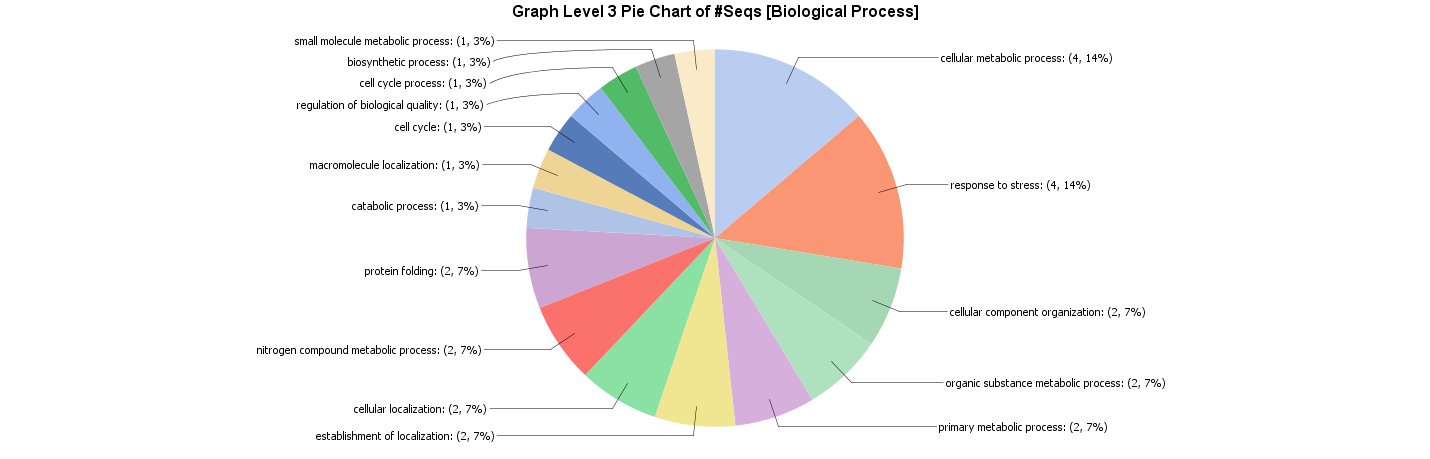 Graph Level 3 Pie Chart of #Seqs [Biological Process]
small molecule metabolic process: (1, 3%)
biosynthetic process: (1, 3%)
cell cycle process: (1, 3%)
regulation of biological quality: (1, 3%)
cell cycle: (1, 3%)
macromolecule localization: (1, 3%)
catabolic process: (1, 3%)
protein folding: (2, 7%)
nitrogen compound metabolic process: (2, 7%)
cellular localization: (2, 7%)
establishment of localization: (2, 7%)
cellular metabolic process: (4, 14%)
response to stress: (4, 14%)
cellular component organization: (2, 7%)
organic substance metabolic process: (2, 7%)
primary metabolic process: (2, 7%)